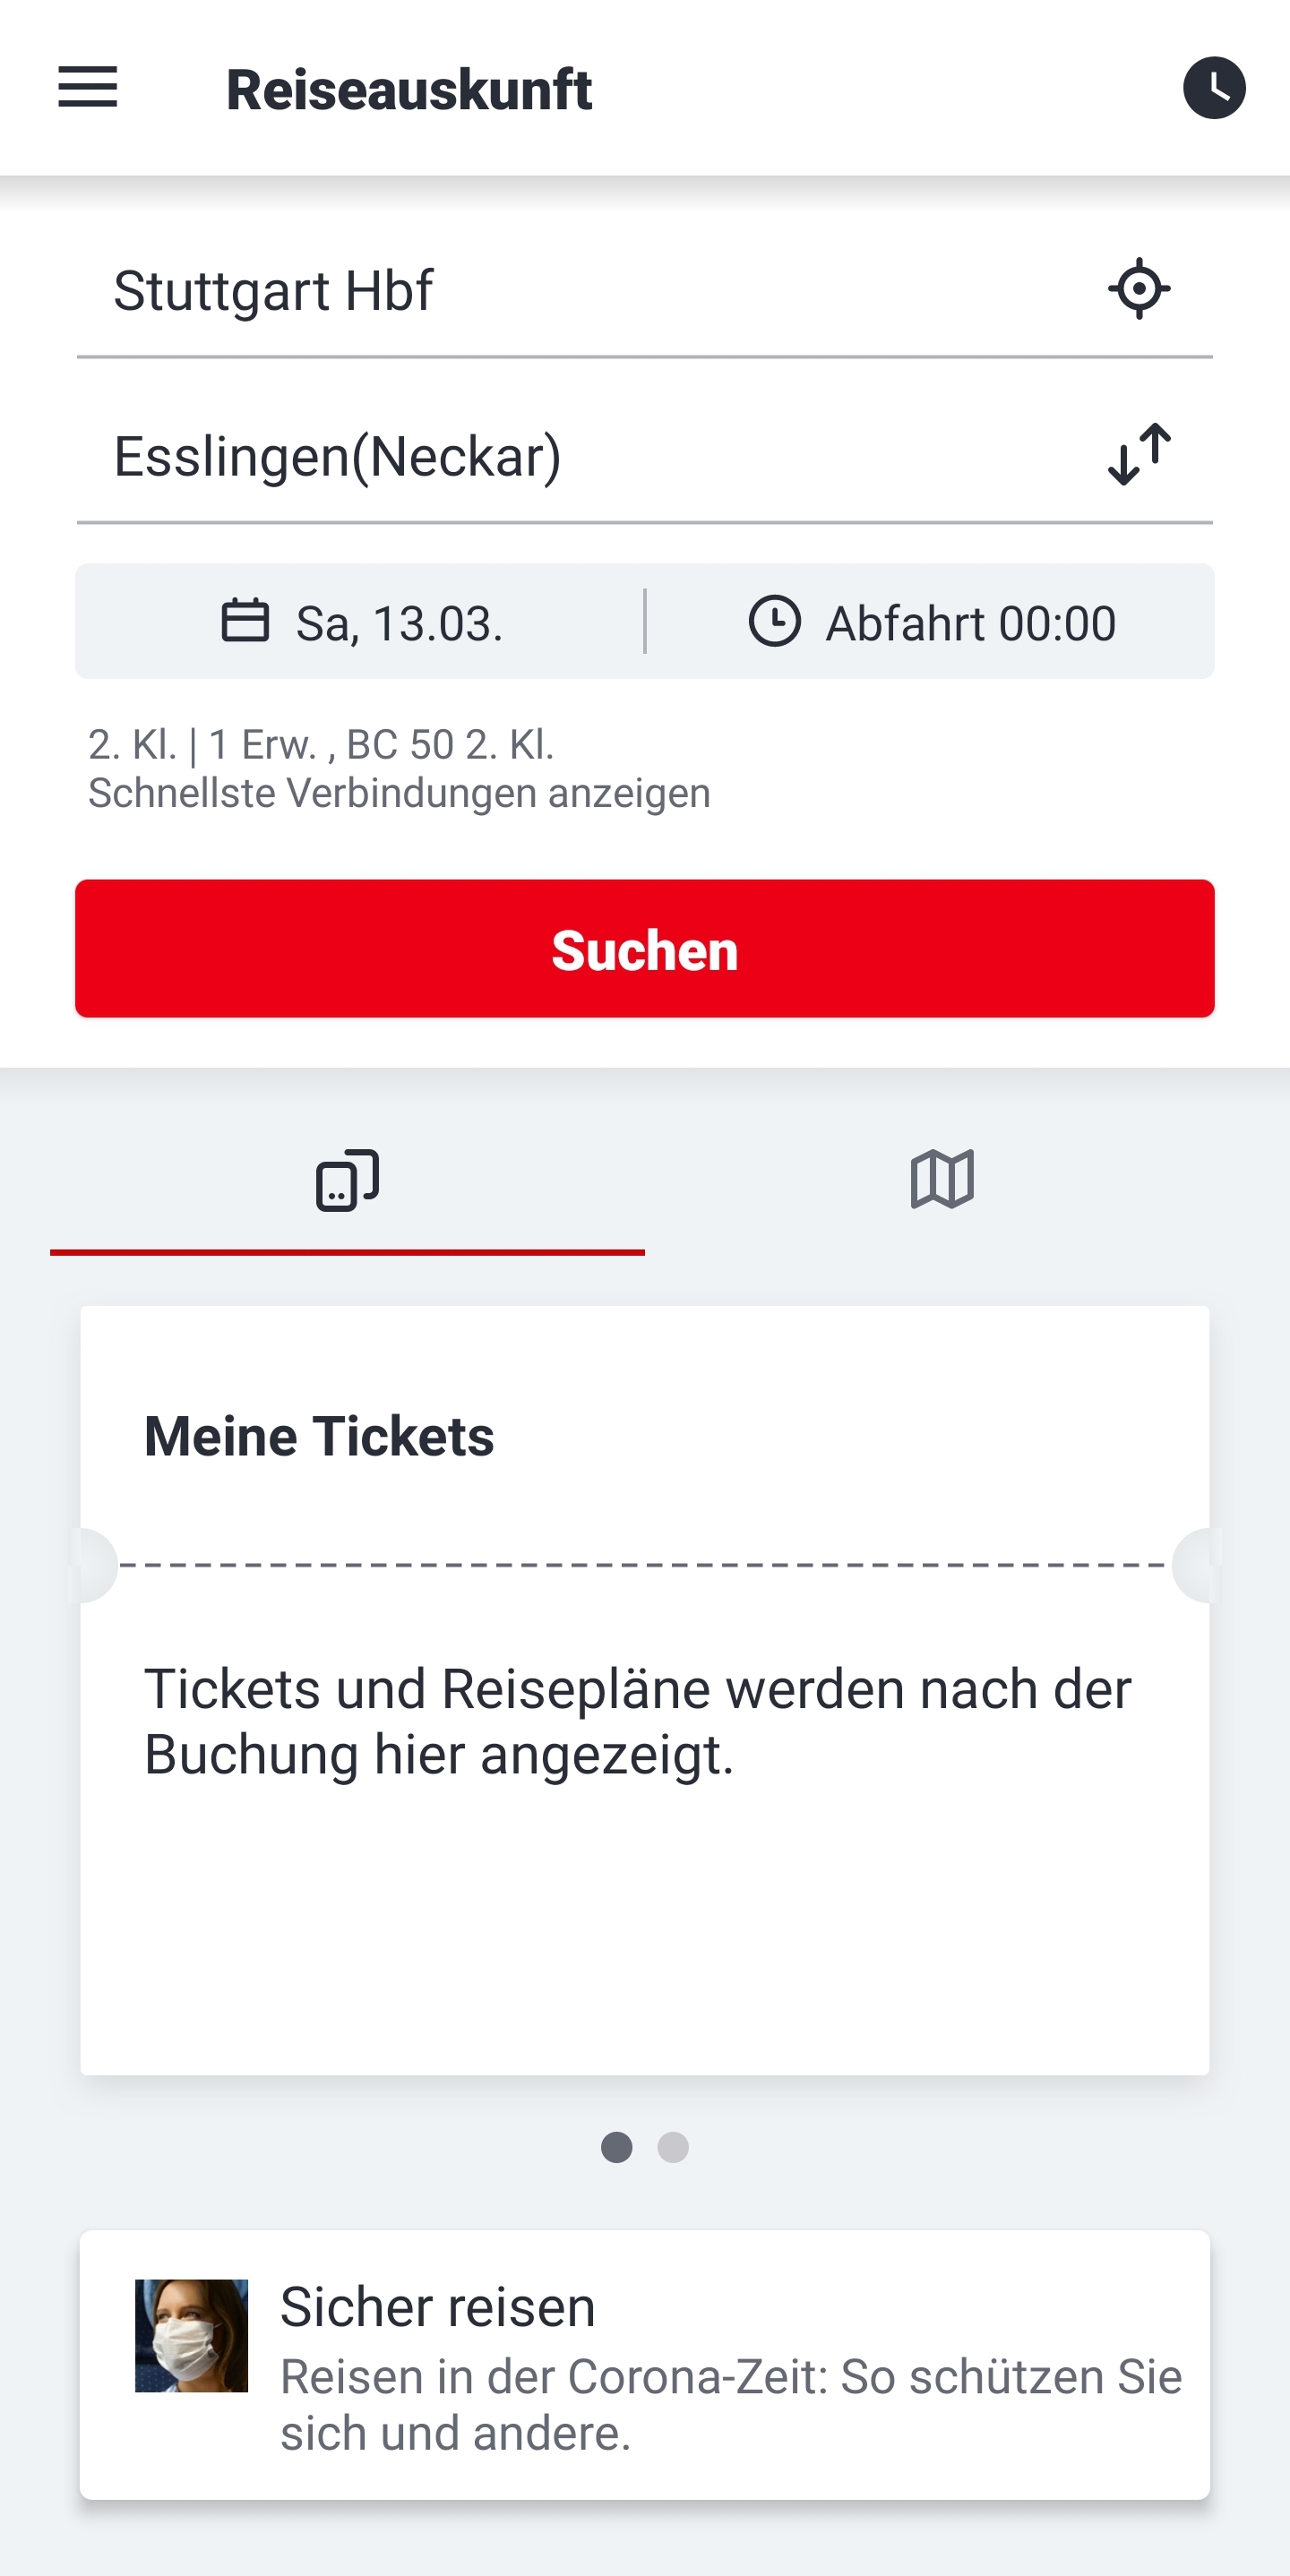 Reiseauskunft
Stuttgart Hbf
Esslingen(Neckar)
Sa, 13.03.
Abfahrt 00:00
2. Kl. | 1 Erw. , BC 50 2. Kl.
Schnellste Verbindungen anzeigen
Suchen
Meine Tickets
Tickets und Reisepläne werden nach der
Buchung hier angezeigt.
Sicher reisen
Reisen in der Corona-Zeit: So schützen Sie
sich und andere.